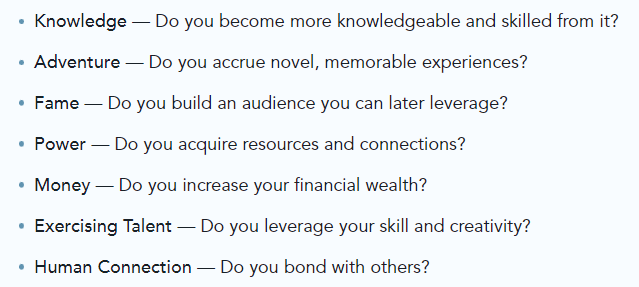 • Knowledge — Do you become more knowledgeable and skilled from it?
• Adventure — Do you accrue novel, memorable experiences?
• Fame — Do you build an audience you can later leverage?
• Power — Do you acquire resources and connections?
• Money — Do you increase your financial wealth?
• Exercising Talent — Do you leverage your skill and creativity?
• Human Connection — Do you bond with others?